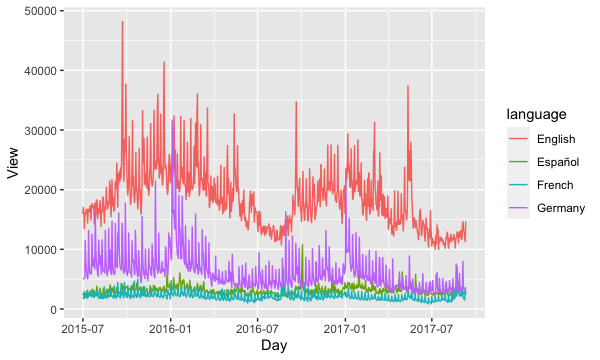 50000
40000
30000
20000
10000
0
View
2015-07
2016-01
2016-07
2017-01
2017-07
Day
language
English
Español
French
Germany